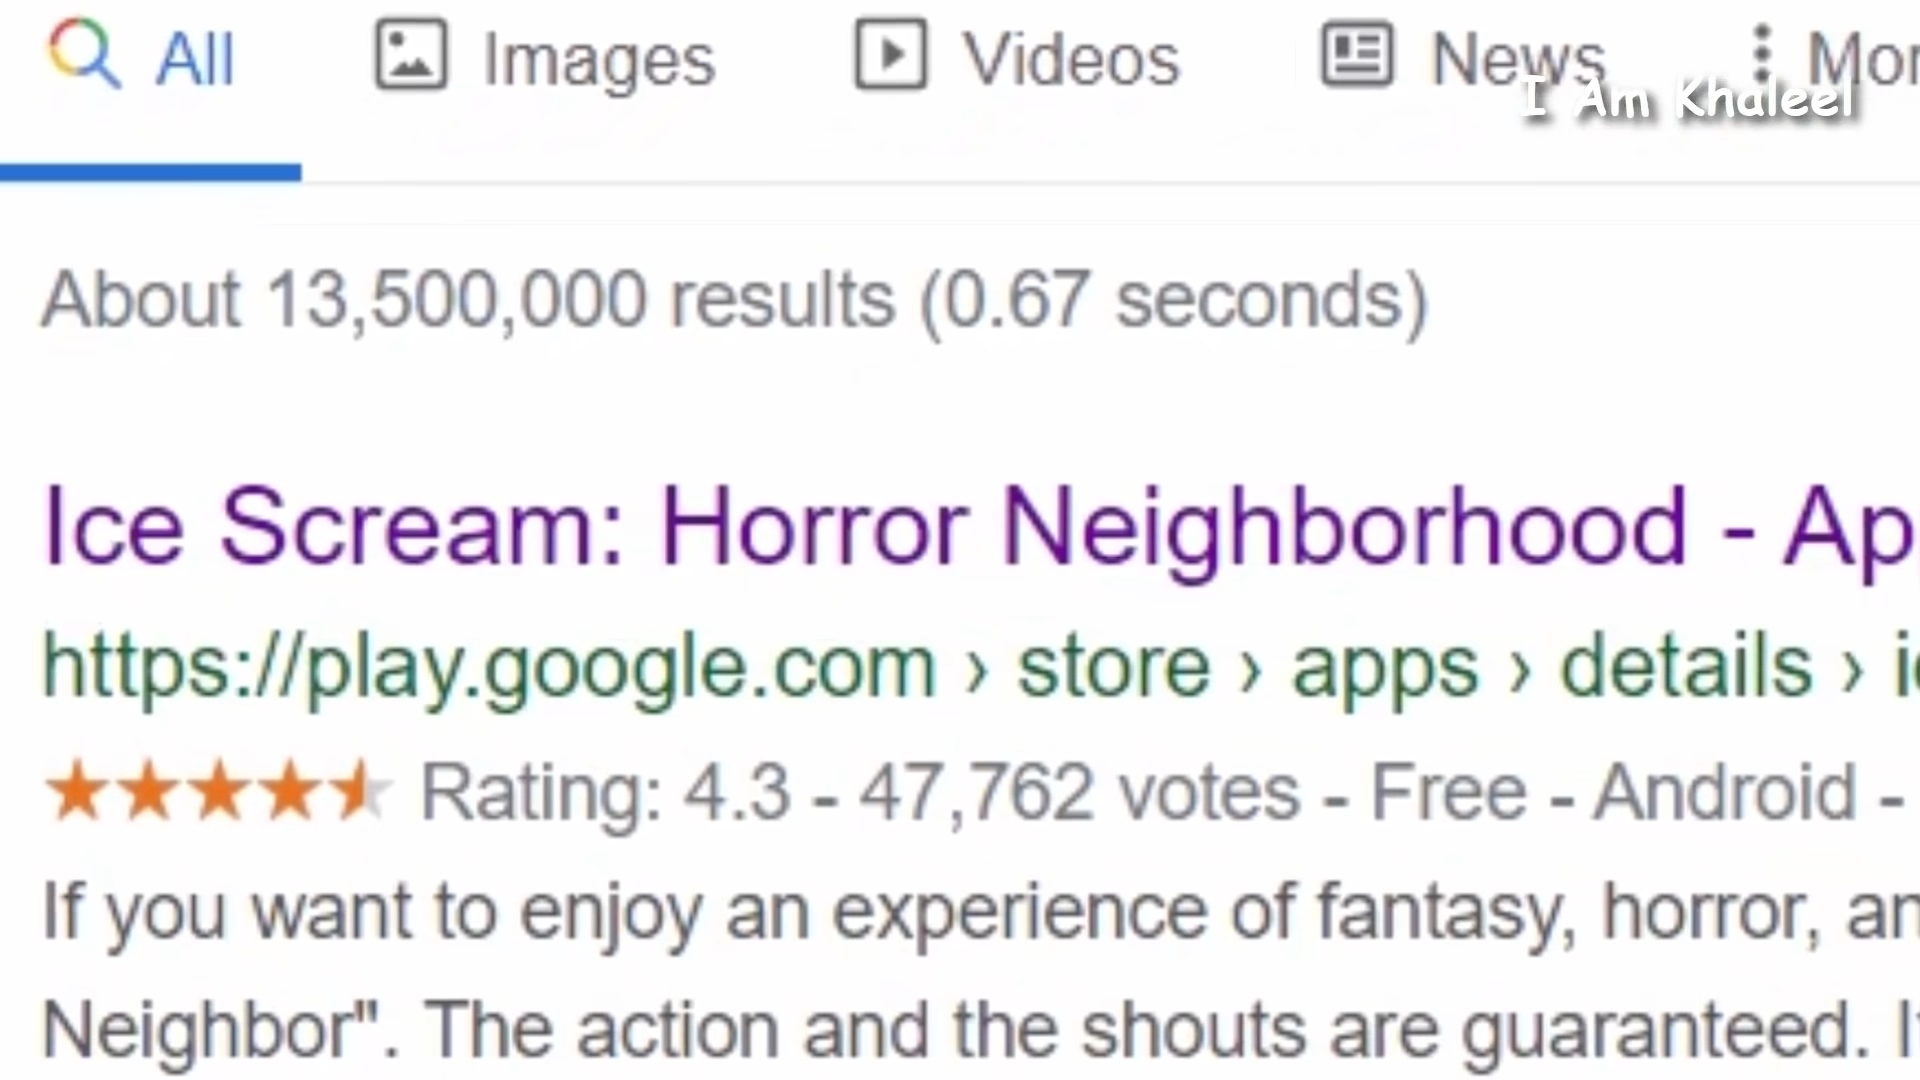 All Images Videos News Mor
I Am Khaleel
About 13,500,000 results (0.67 seconds)
Ice Scream: Horror Neighborhood - Ap
https://play.google.com › store › apps › details › i
Rating: 4.3 - 47,762 votes - Free - Android -
If you want to enjoy an experience of fantasy, horror, an
Neighbor". The action and the shouts are guaranteed. I